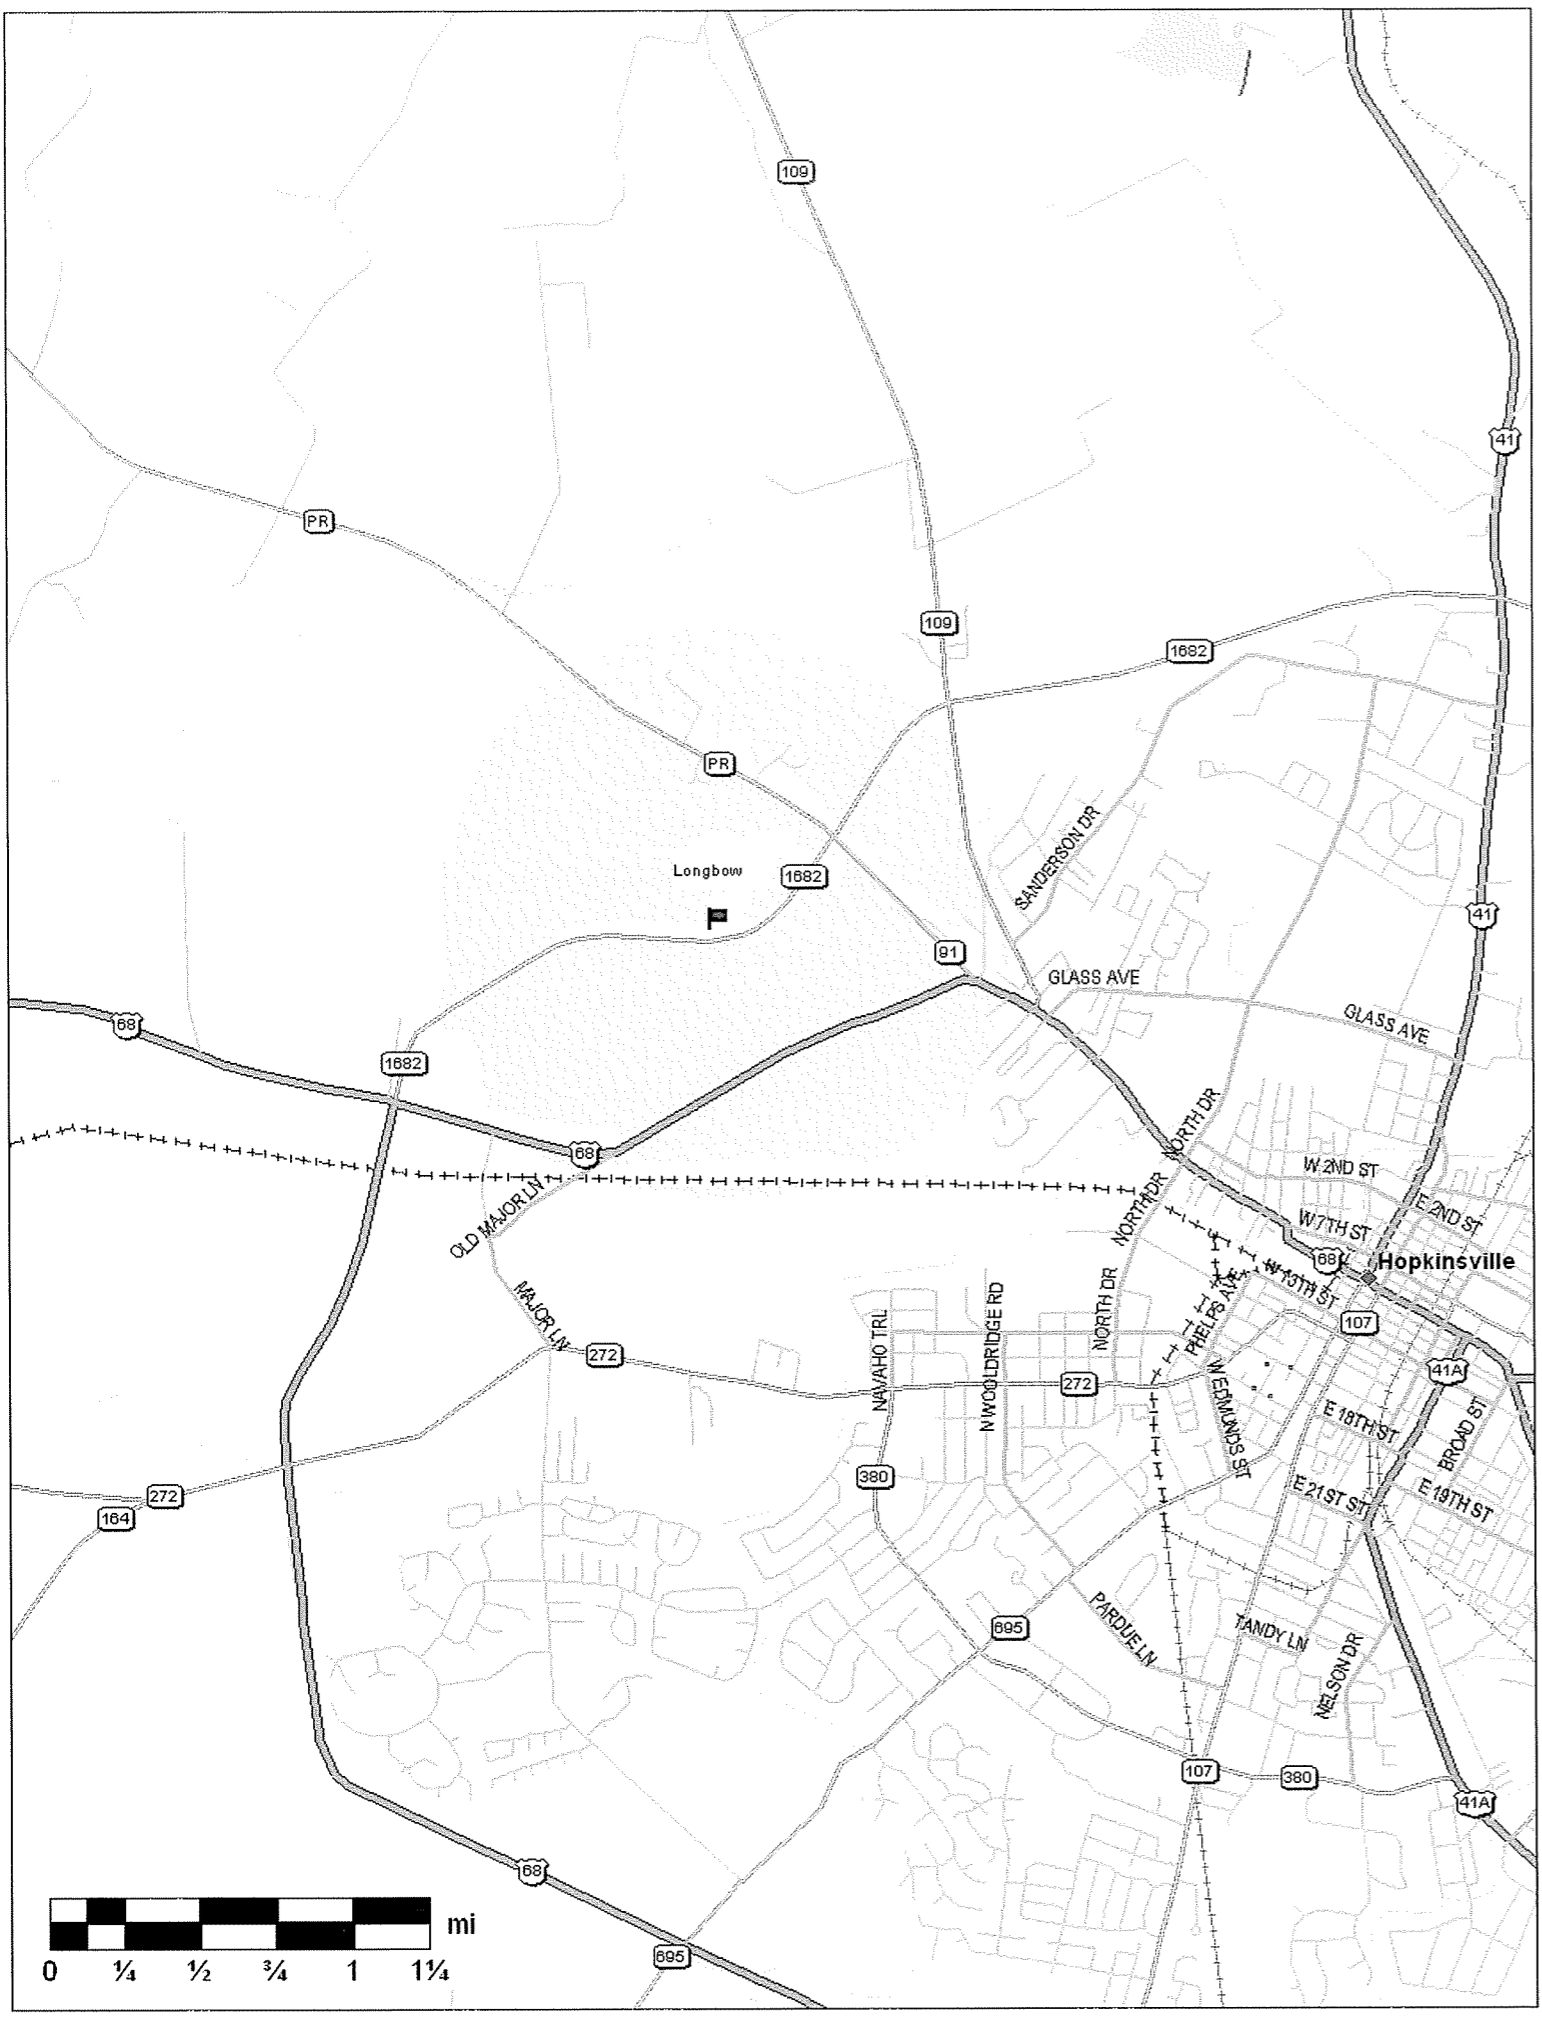 109
41
PR
109
1682
PR
SANDERSON DR
Longbow
1682
41
91
GLASS AVE
GLASS AVE
68
1682
NORTH DR
68
W 2ND ST
OLD MAJOR LN
NORTH DR
E 2ND ST
W 7TH ST
68
Hopkinsville
W 13TH ST
PHELPS AVE
MAJOR LN
NORTH DR
N WOOLDRIDGE RD
NAVAHO TRL
107
272
272
41A
W EDMUNDS ST
E 18TH ST
BROAD ST
380
272
164
E 21ST ST
E 19TH ST
695
PARDUE LN
TANDY LN
NELSON DR
107
380
41A
68
695
mi
0 ¼ ½ ¾ 1 1¼